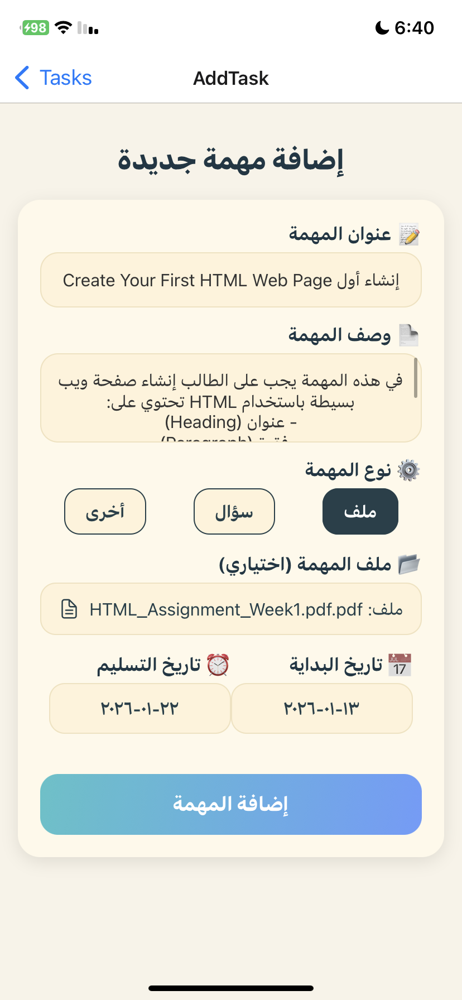 98
6:40
Tasks
AddTask
إضافة مهمة جديدة
عنوان المهمة
إنشاء أول Create Your First HTML Web Page
وصف المهمة
في هذه المهمة يجب على الطالب إنشاء صفحة ويب
بسيطة باستخدام HTML تحتوي على:
- عنوان (Heading)
نوع المهمة
ملف
سؤال
أخرى
ملف المهمة (اختياري)
ملف: HTML_Assignment_Week1.pdf.pdf
JUL
17
تاريخ البداية
تاريخ التسليم
٢٠٢٦-٠١-١٣
٢٠٢٦-٠١-٢٢
إضافة المهمة